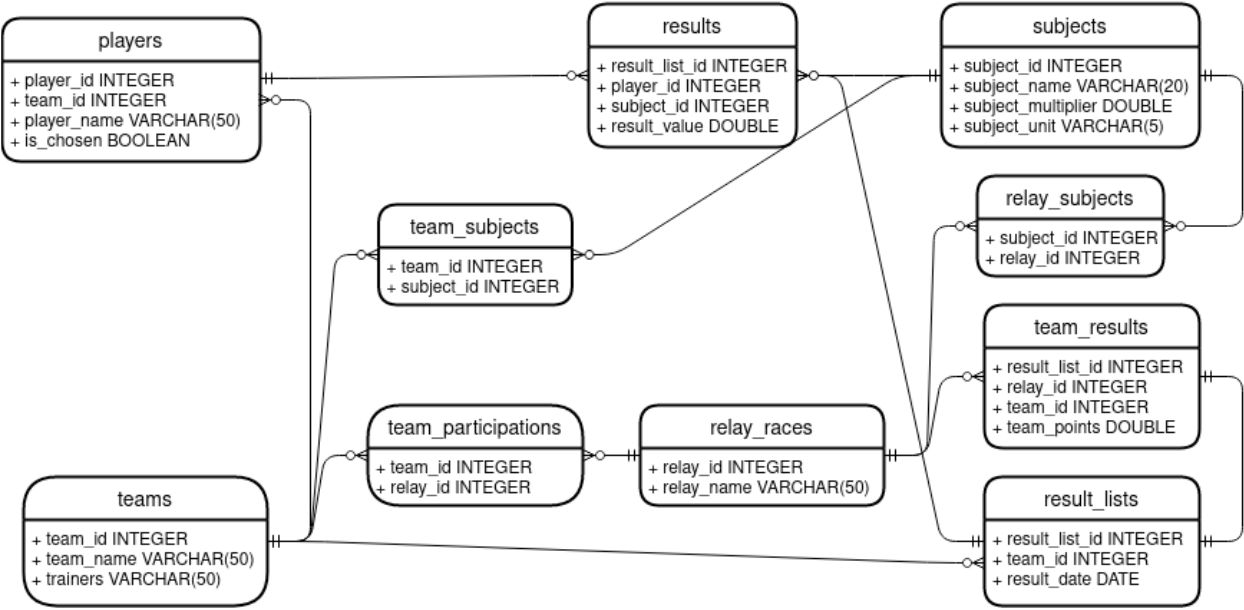 players
+ player_id INTEGER
+ team_id INTEGER
+ player_name VARCHAR(50)
+ is_chosen BOOLEAN
results
+ result_list_id INTEGER
+ player_id INTEGER
+ subject_id INTEGER
+ result_value DOUBLE
subjects
+ subject_id INTEGER
+ subject_name VARCHAR(20)
+ subject_multiplier DOUBLE
+ subject_unit VARCHAR(5)
team_subjects
+ team_id INTEGER
+ subject_id INTEGER
relay_subjects
+ subject_id INTEGER
+ relay_id INTEGER
team_results
+ result_list_id INTEGER
+ relay_id INTEGER
+ team_id INTEGER
+ team_points DOUBLE
team_participations
+ team_id INTEGER
+ relay_id INTEGER
relay_races
+ relay_id INTEGER
+ relay_name VARCHAR(50)
teams
+ team_id INTEGER
+ team_name VARCHAR(50)
+ trainers VARCHAR(50)
result_lists
+ result_list_id INTEGER
+ team_id INTEGER
+ result_date DATE